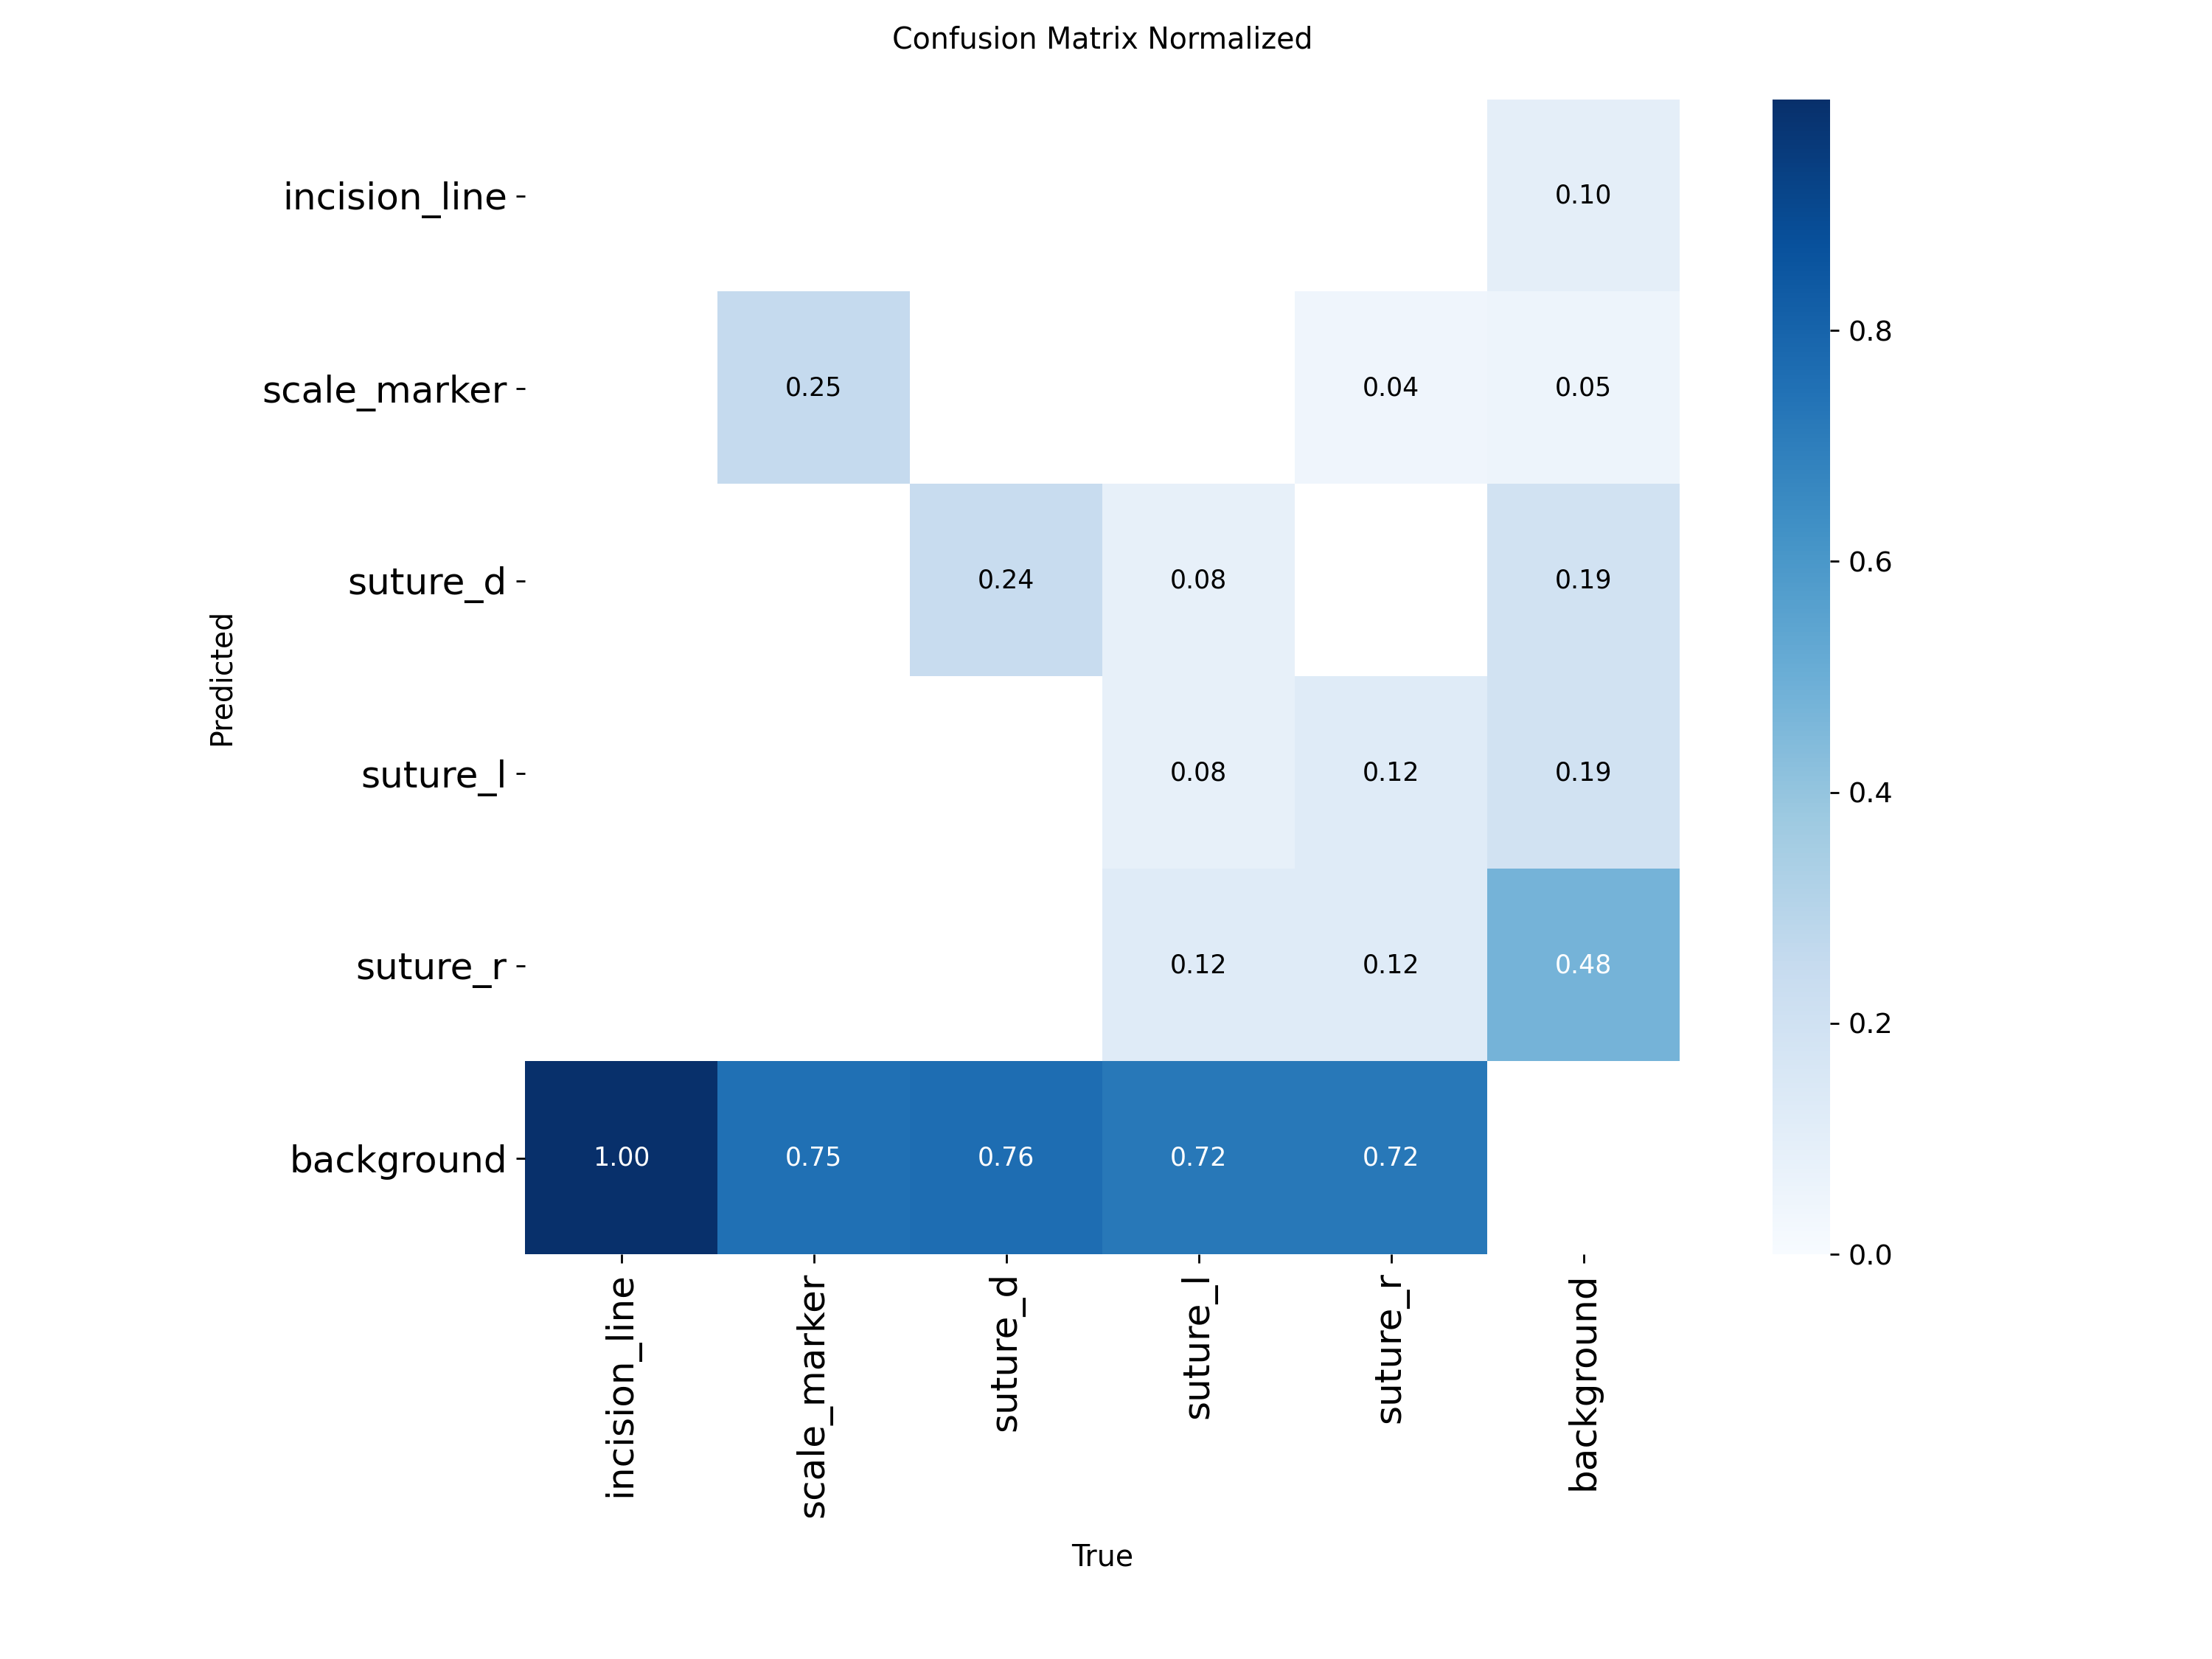 Confusion Matrix Normalized
incision_line
0.10
scale_marker
0.25
0.04
0.05
suture_d
0.24
0.08
0.19
suture_l
0.08
0.12
0.19
suture_r
0.12
0.12
0.48
background
1.00
0.75
0.76
0.72
0.72
Predicted
incision_line
scale_marker
suture_d
suture_l
suture_r
background
True
0.8
0.6
0.4
0.2
0.0